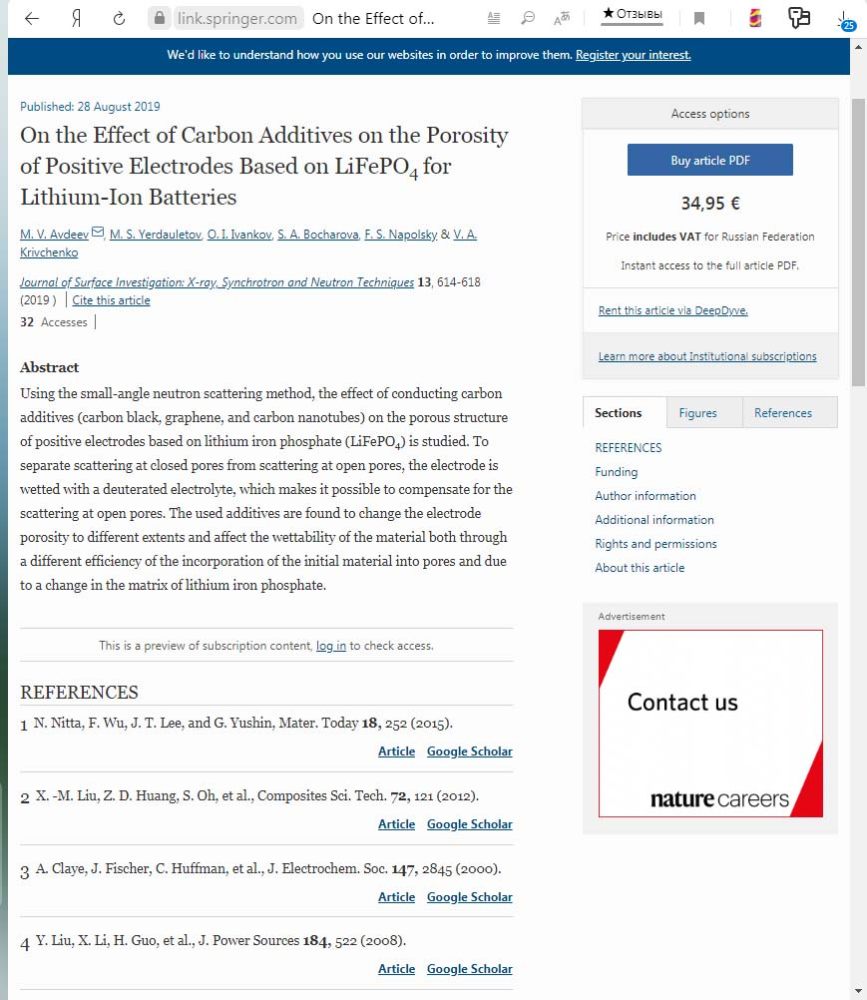 Я link.springer.com On the Effect of... ★Отзывы
25
We'd like to understand how you use our websites in order to improve them. Register your interest.
Published: 28 August 2019
On the Effect of Carbon Additives on the Porosity
of Positive Electrodes Based on LiFePO4 for
Lithium-Ion Batteries
M. V. Avdeev, M. S. Yerdauletov, O. I. Ivankov, S. A. Bocharova, F. S. Napolsky & V. A.
Krivchenko
Journal of Surface Investigation: X-ray, Synchrotron and Neutron Techniques 13, 614-618
(2019 ) | Cite this article
32 Accesses |
Abstract
Using the small-angle neutron scattering method, the effect of conducting carbon
additives (carbon black, graphene, and carbon nanotubes) on the porous structure
of positive electrodes based on lithium iron phosphate (LiFePO4) is studied. To
separate scattering at closed pores from scattering at open pores, the electrode is
wetted with a deuterated electrolyte, which makes it possible to compensate for the
scattering at open pores. The used additives are found to change the electrode
porosity to different extents and affect the wettability of the material both through
a different efficiency of the incorporation of the initial material into pores and due
to a change in the matrix of lithium iron phosphate.
This is a preview of subscription content, log in to check access.
REFERENCES
1 N. Nitta, F. Wu, J. T. Lee, and G. Yushin, Mater. Today 18, 252 (2015).
Article Google Scholar
2 X. -M. Liu, Z. D. Huang, S. Oh, et al., Composites Sci. Tech. 72, 121 (2012).
Article Google Scholar
3 A. Claye, J. Fischer, C. Huffman, et al., J. Electrochem. Soc. 147, 2845 (2000).
Article Google Scholar
4 Y. Liu, X. Li, H. Guo, et al., J. Power Sources 184, 522 (2008).
Article Google Scholar
Access options
Buy article PDF
34,95 €
Price includes VAT for Russian Federation
Instant access to the full article PDF.
Rent this article via DeepDyve.
Learn more about Institutional subscriptions
Sections Figures References
REFERENCES
Funding
Author information
Additional information
Rights and permissions
About this article
Advertisement
Contact us
nature careers